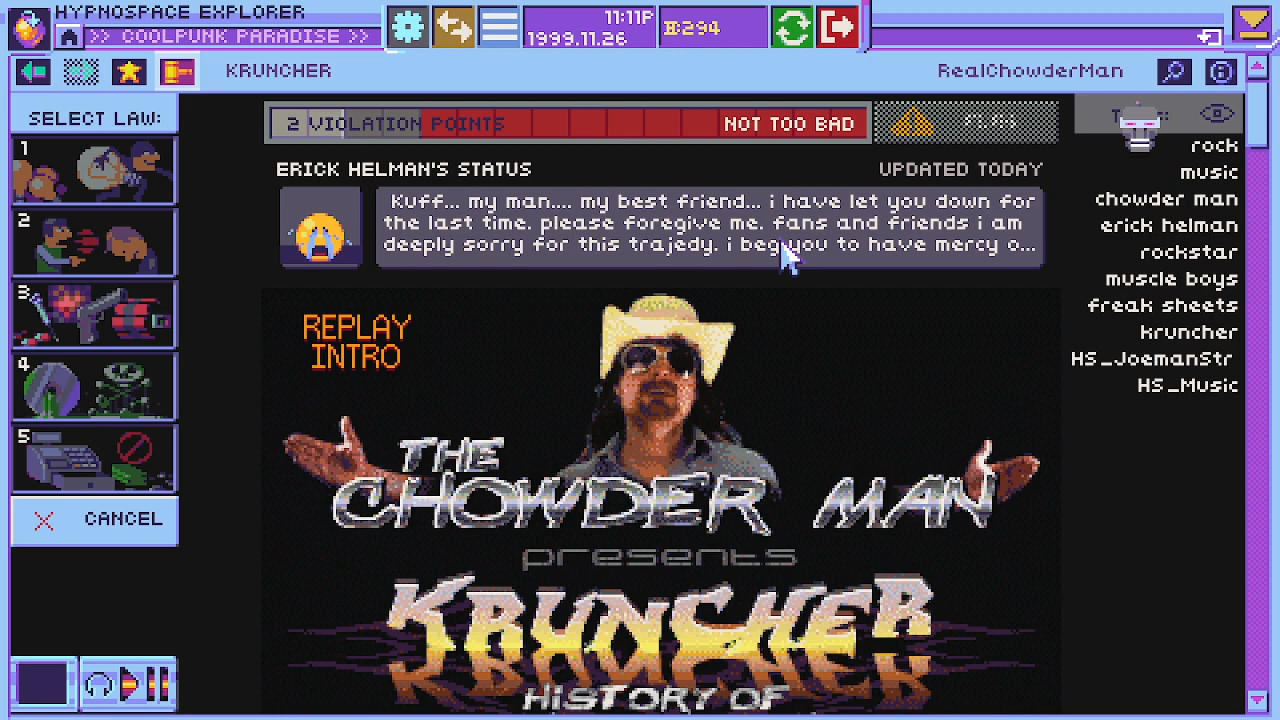 HYPNOSPACE EXPLORER
>> COOLPUNK PARADISE >>
11:11P
1999.11.26
294
KRUNCHER
RealChowderMan
SELECT LAW:
1
2
3
4
5
CANCEL
2 VIOLATION POINTS
NOT TOO BAD
ERICK HELMAN'S STATUS
UPDATED TODAY
Kuff... my man.... my best friend... i have let you down for
the last time. please foregive me. fans and friends i am
deeply sorry for this trajedy. i beg you to have mercy o...
REPLAY
INTRO
THE
CHOWDER MAN
presents
KRUNCHER
HISTORY OF
rock
music
chowder man
erick helman
rockstar
muscle boys
freak sheets
kruncher
HS_JoemanStr
HS_Music